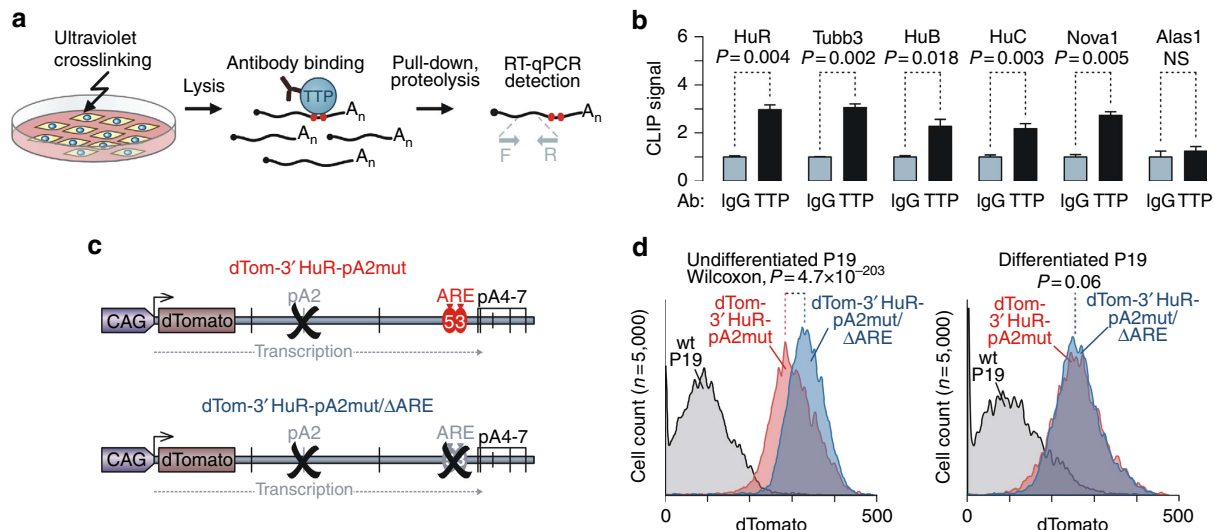 a
Ultraviolet
crosslinking
Lysis
Antibody binding
TTP
An
An
An
Pull-down,
proteolysis
RT-qPCR
detection
An
F R
b
CLIP signal
6
4
2
0
HuR
P = 0.004
Tubb3
P = 0.002
HuB
P = 0.018
HuC
P = 0.003
Nova1
P = 0.005
Alas1
NS
Ab: IgG TTP IgG TTP IgG TTP IgG TTP IgG TTP IgG TTP
c
dTom-3′ HuR-pA2mut
pA2 ARE pA4-7
CAG dTomato 53
Transcription
dTom-3′ HuR-pA2mut/ΔARE
pA2 ARE pA4-7
CAG dTomato
Transcription
d
Undifferentiated P19
Wilcoxon, P = 4.7×10−203
dTom-
3′ HuR-
pA2mut
dTom-3′ HuR-
pA2mut/
ΔARE
wt
P19
Cell count (n = 5,000)
0 500
dTomato
Differentiated P19
P = 0.06
dTom-
3′ HuR-
pA2mut
dTom-3′ HuR-
pA2mut/
ΔARE
wt
P19
Cell count (n = 5,000)
0 500
dTomato